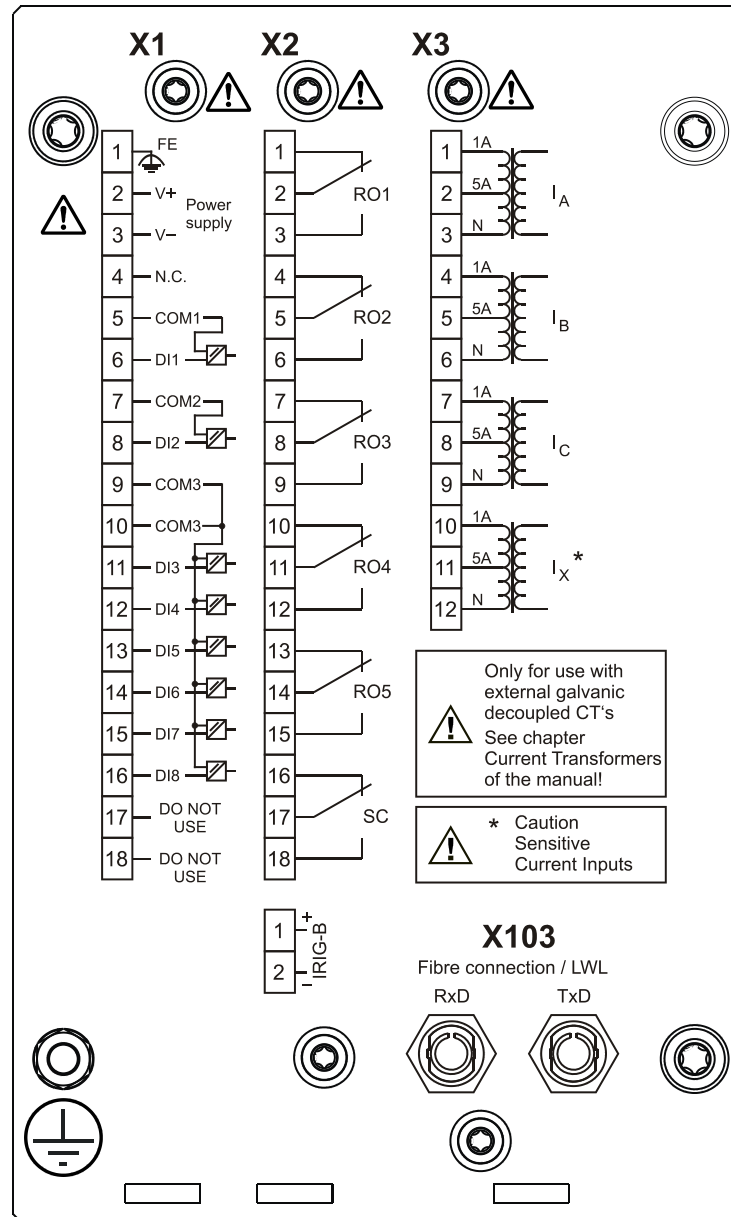 X1
X2
X3
1 FE
2 V+
Power
supply
3 V–
4 N.C.
5 COM1
6 DI1
7 COM2
8 DI2
9 COM3
10 COM3
11 DI3
12 DI4
13 DI5
14 DI6
15 DI7
16 DI8
17 DO NOT
USE
18 DO NOT
USE
1
2 RO1
3
4
5 RO2
6
7
8 RO3
9
10
11 RO4
12
13
14 RO5
15
16
17 SC
18
1 +
2 –
IRIG-B
1 1A
2 5A IA
3 N
4 1A
5 5A IB
6 N
7 1A
8 5A IC
9 N
10 1A
11 5A IX*
12 N
Only for use with
external galvanic
decoupled CT‘s
See chapter
Current Transformers
of the manual!
* Caution
Sensitive
Current Inputs
X103
Fibre connection / LWL
RxD TxD